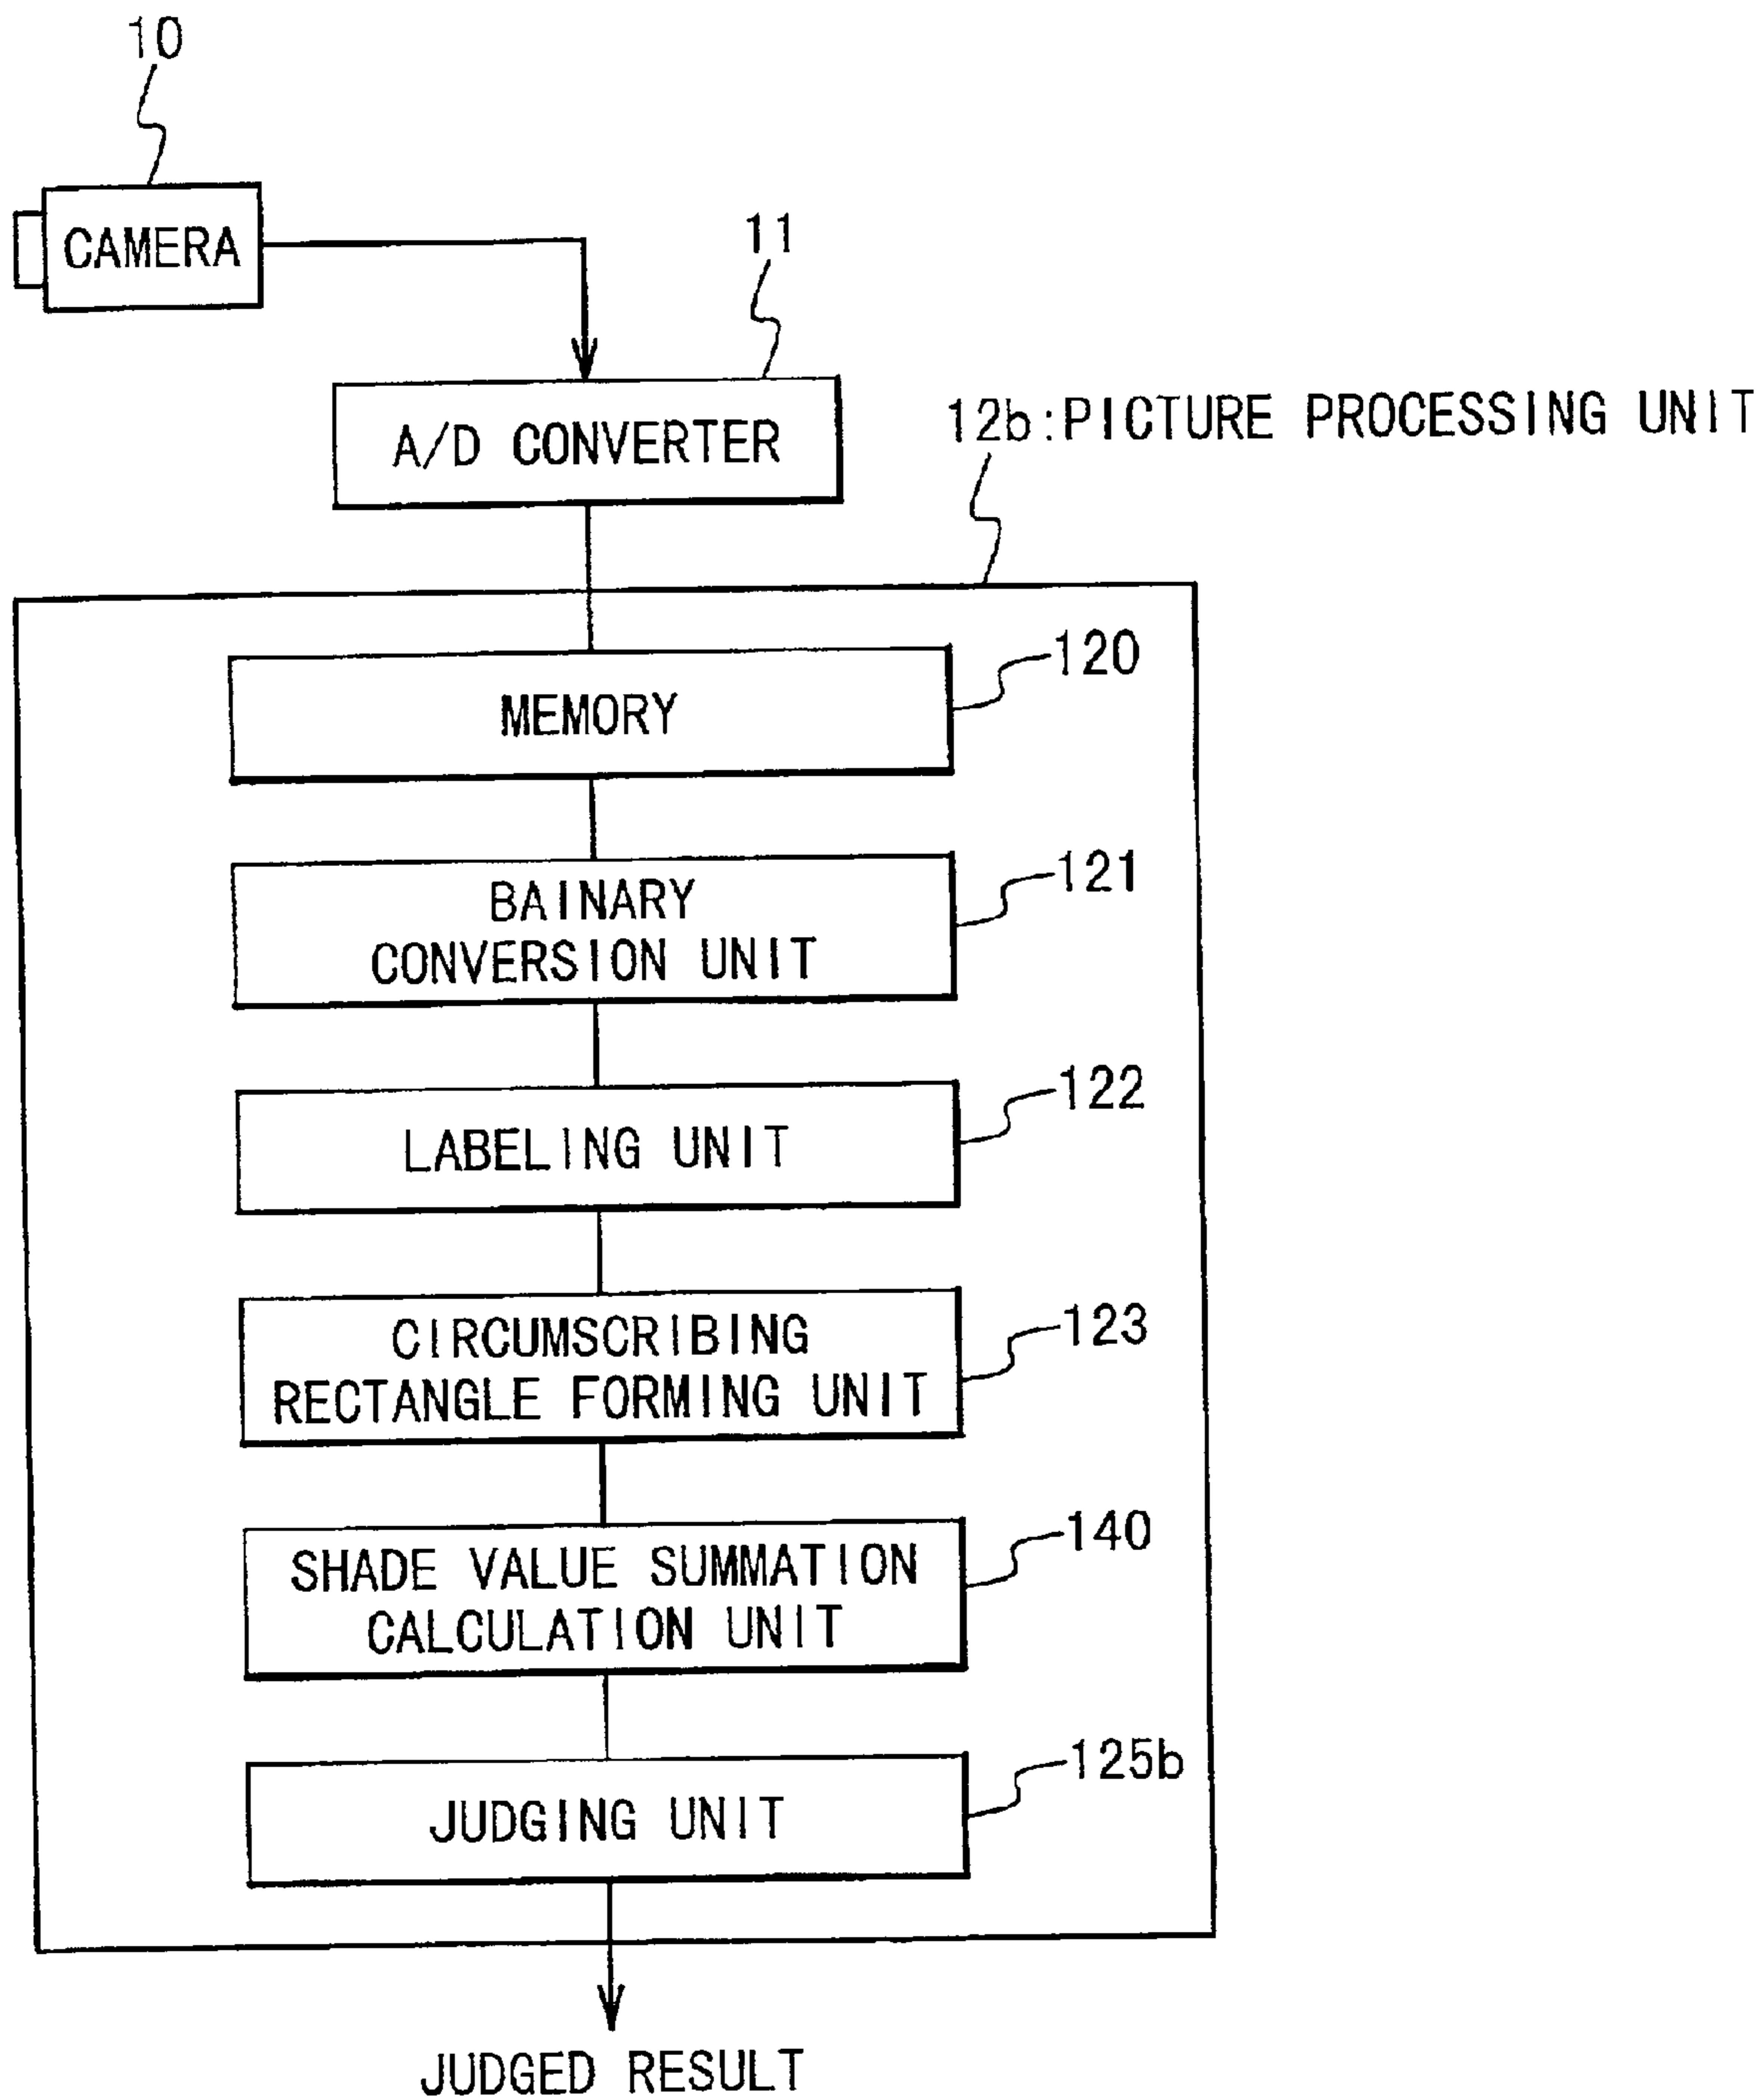 10
CAMERA
11
A/D CONVERTER
12b:PICTURE PROCESSING UNIT
120
MEMORY
121
BAINARY
CONVERSION UNIT
122
LABELING UNIT
123
CIRCUMSCRIBING
RECTANGLE FORMING UNIT
140
SHADE VALUE SUMMATION
CALCULATION UNIT
125b
JUDGING UNIT
JUDGED RESULT